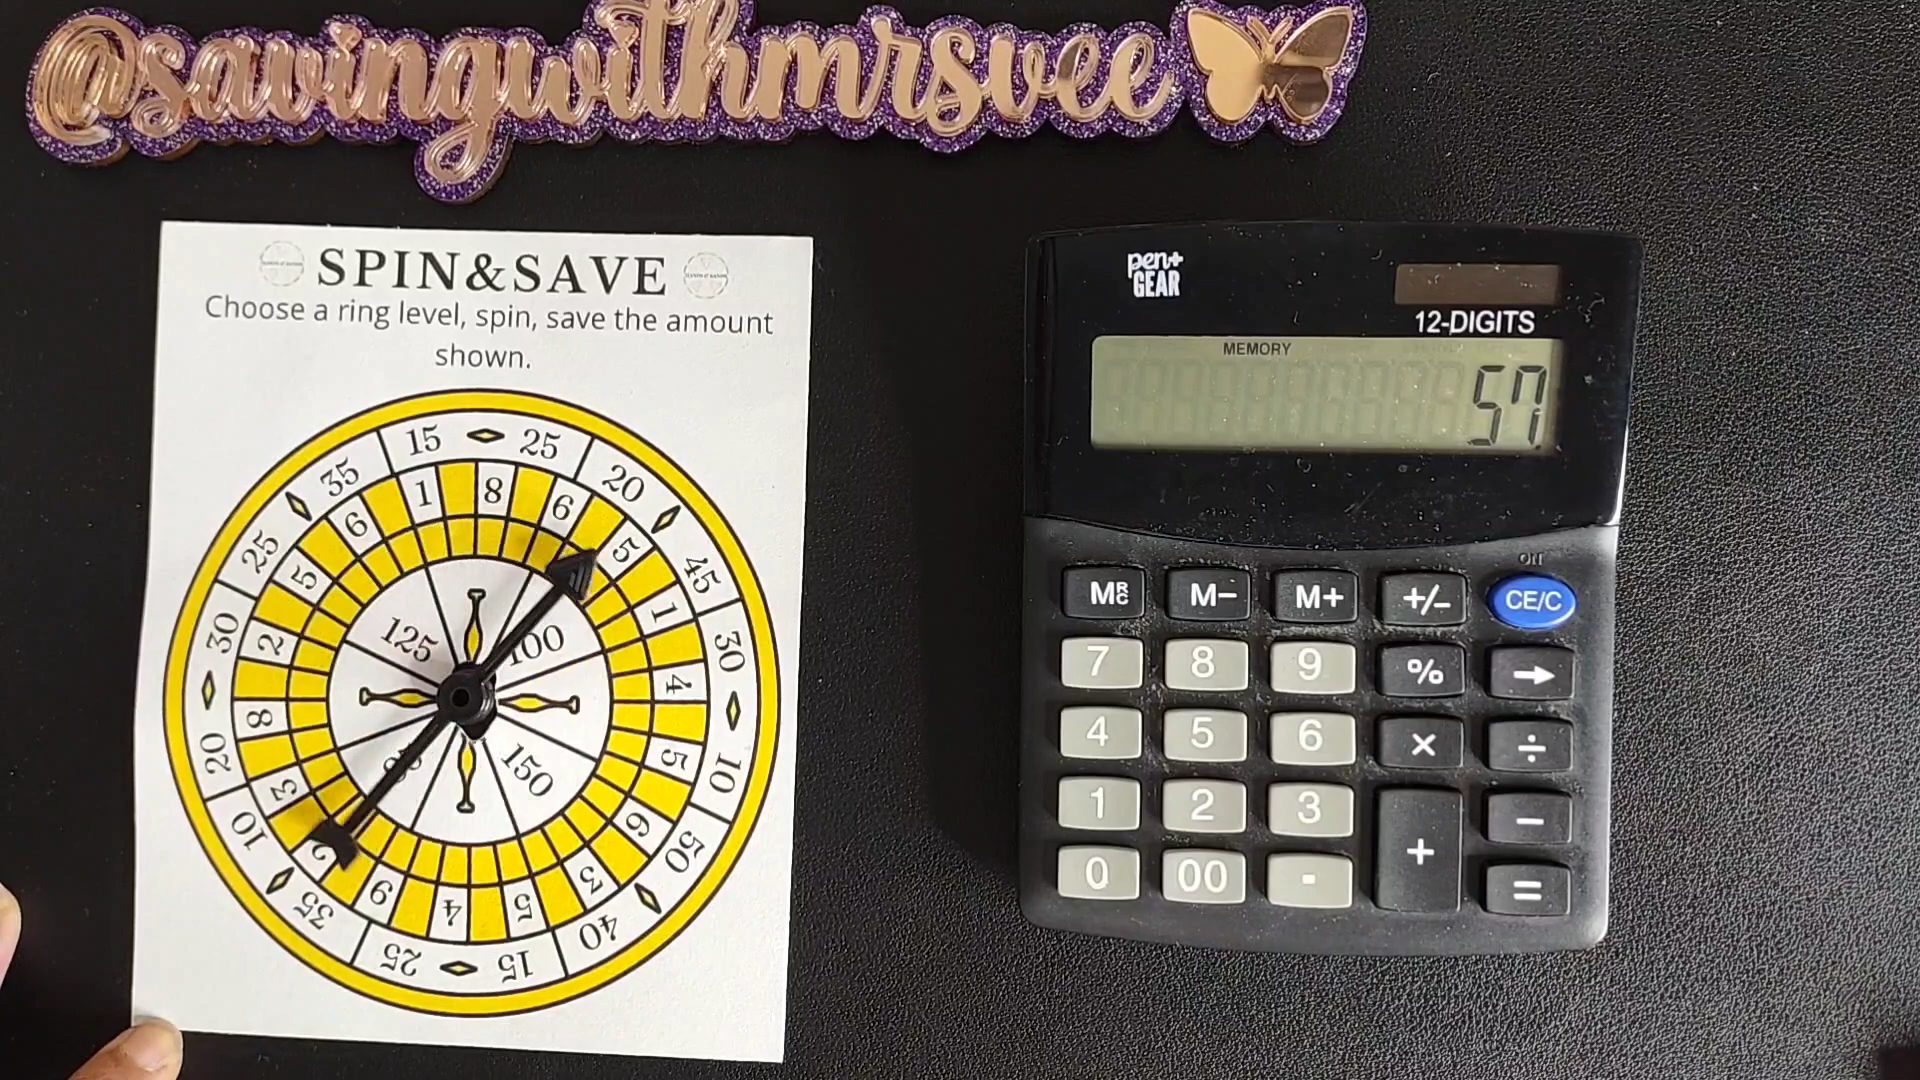 @savingwithmrsvee
SPIN&SAVE
Choose a ring level, spin, save the amount
shown.
15 25 20 45 30 10 50 40 15 25 35 10 20 30 25 35
1 8 6 5 1 4 5 6 3 5 4 9 2 3 8 2 5 6
125 100 150
pen+
GEAR
12-DIGITS
MEMORY
57.
ON
MRC M− M+ +/− CE/C
7 8 9 % →
4 5 6 × ÷
1 2 3 −
0 00 · + =